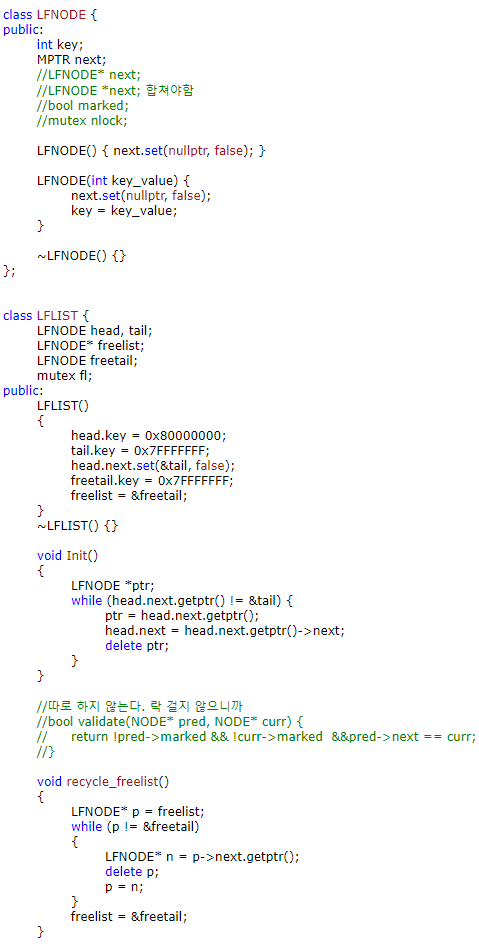 class LFNODE {
public:
int key;
MPTR next;
//LFNODE* next;
//LFNODE *next; 합쳐야함
//bool marked;
//mutex nlock;
LFNODE() { next.set(nullptr, false); }
LFNODE(int key_value) {
next.set(nullptr, false);
key = key_value;
}
~LFNODE() {}
};
class LFLIST {
LFNODE head, tail;
LFNODE* freelist;
LFNODE freetail;
mutex fl;
public:
LFLIST()
{
head.key = 0x80000000;
tail.key = 0x7FFFFFFF;
head.next.set(&tail, false);
freetail.key = 0x7FFFFFFF;
freelist = &freetail;
}
~LFLIST() {}
void Init()
{
LFNODE *ptr;
while (head.next.getptr() != &tail) {
ptr = head.next.getptr();
head.next = head.next.getptr()->next;
delete ptr;
}
}
//따로 하지 않는다. 락 걸지 않으니까
//bool validate(NODE* pred, NODE* curr) {
// return !pred->marked && !curr->marked &&pred->next == curr;
//}
void recycle_freelist()
{
LFNODE* p = freelist;
while (p != &freetail)
{
LFNODE* n = p->next.getptr();
delete p;
p = n;
}
freelist = &freetail;
}